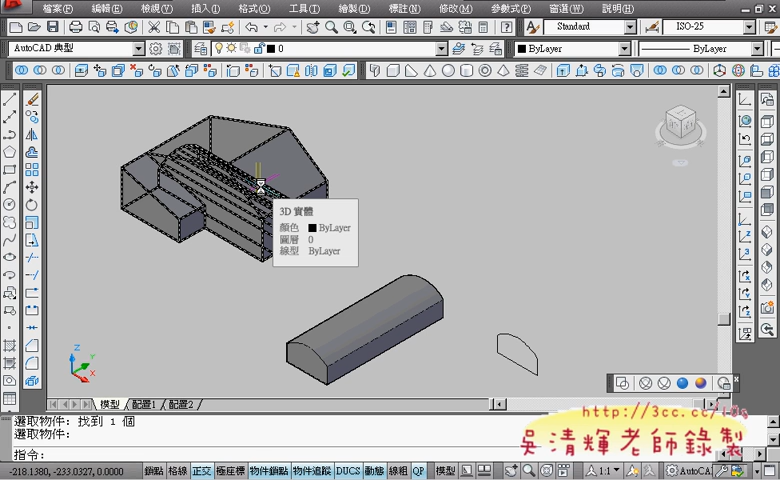 檔案(F) 編輯(E) 檢視(V) 插入(I) 格式(O) 工具(T) 繪圖(D) 標註(N) 修改(M) 參數式(P) 視窗(W) 說明(H)
Standard ISO-25
AutoCAD 典型 0 ByLayer ByLayer
3D 實體
顏色 ByLayer
圖層 0
線型 ByLayer
Z
Y
X
模型 配置1 配置2
選取物件: 找到 1 個
選取物件:
指令:
http://3cc.cc/10g
吳清輝老師錄製
-218.1380, -233.0327, 0.0000 鎖點 格線 正交 極座標 物件鎖點 物件追蹤 DUCS 動態 線粗 QP 模型 1:1 AutoCA